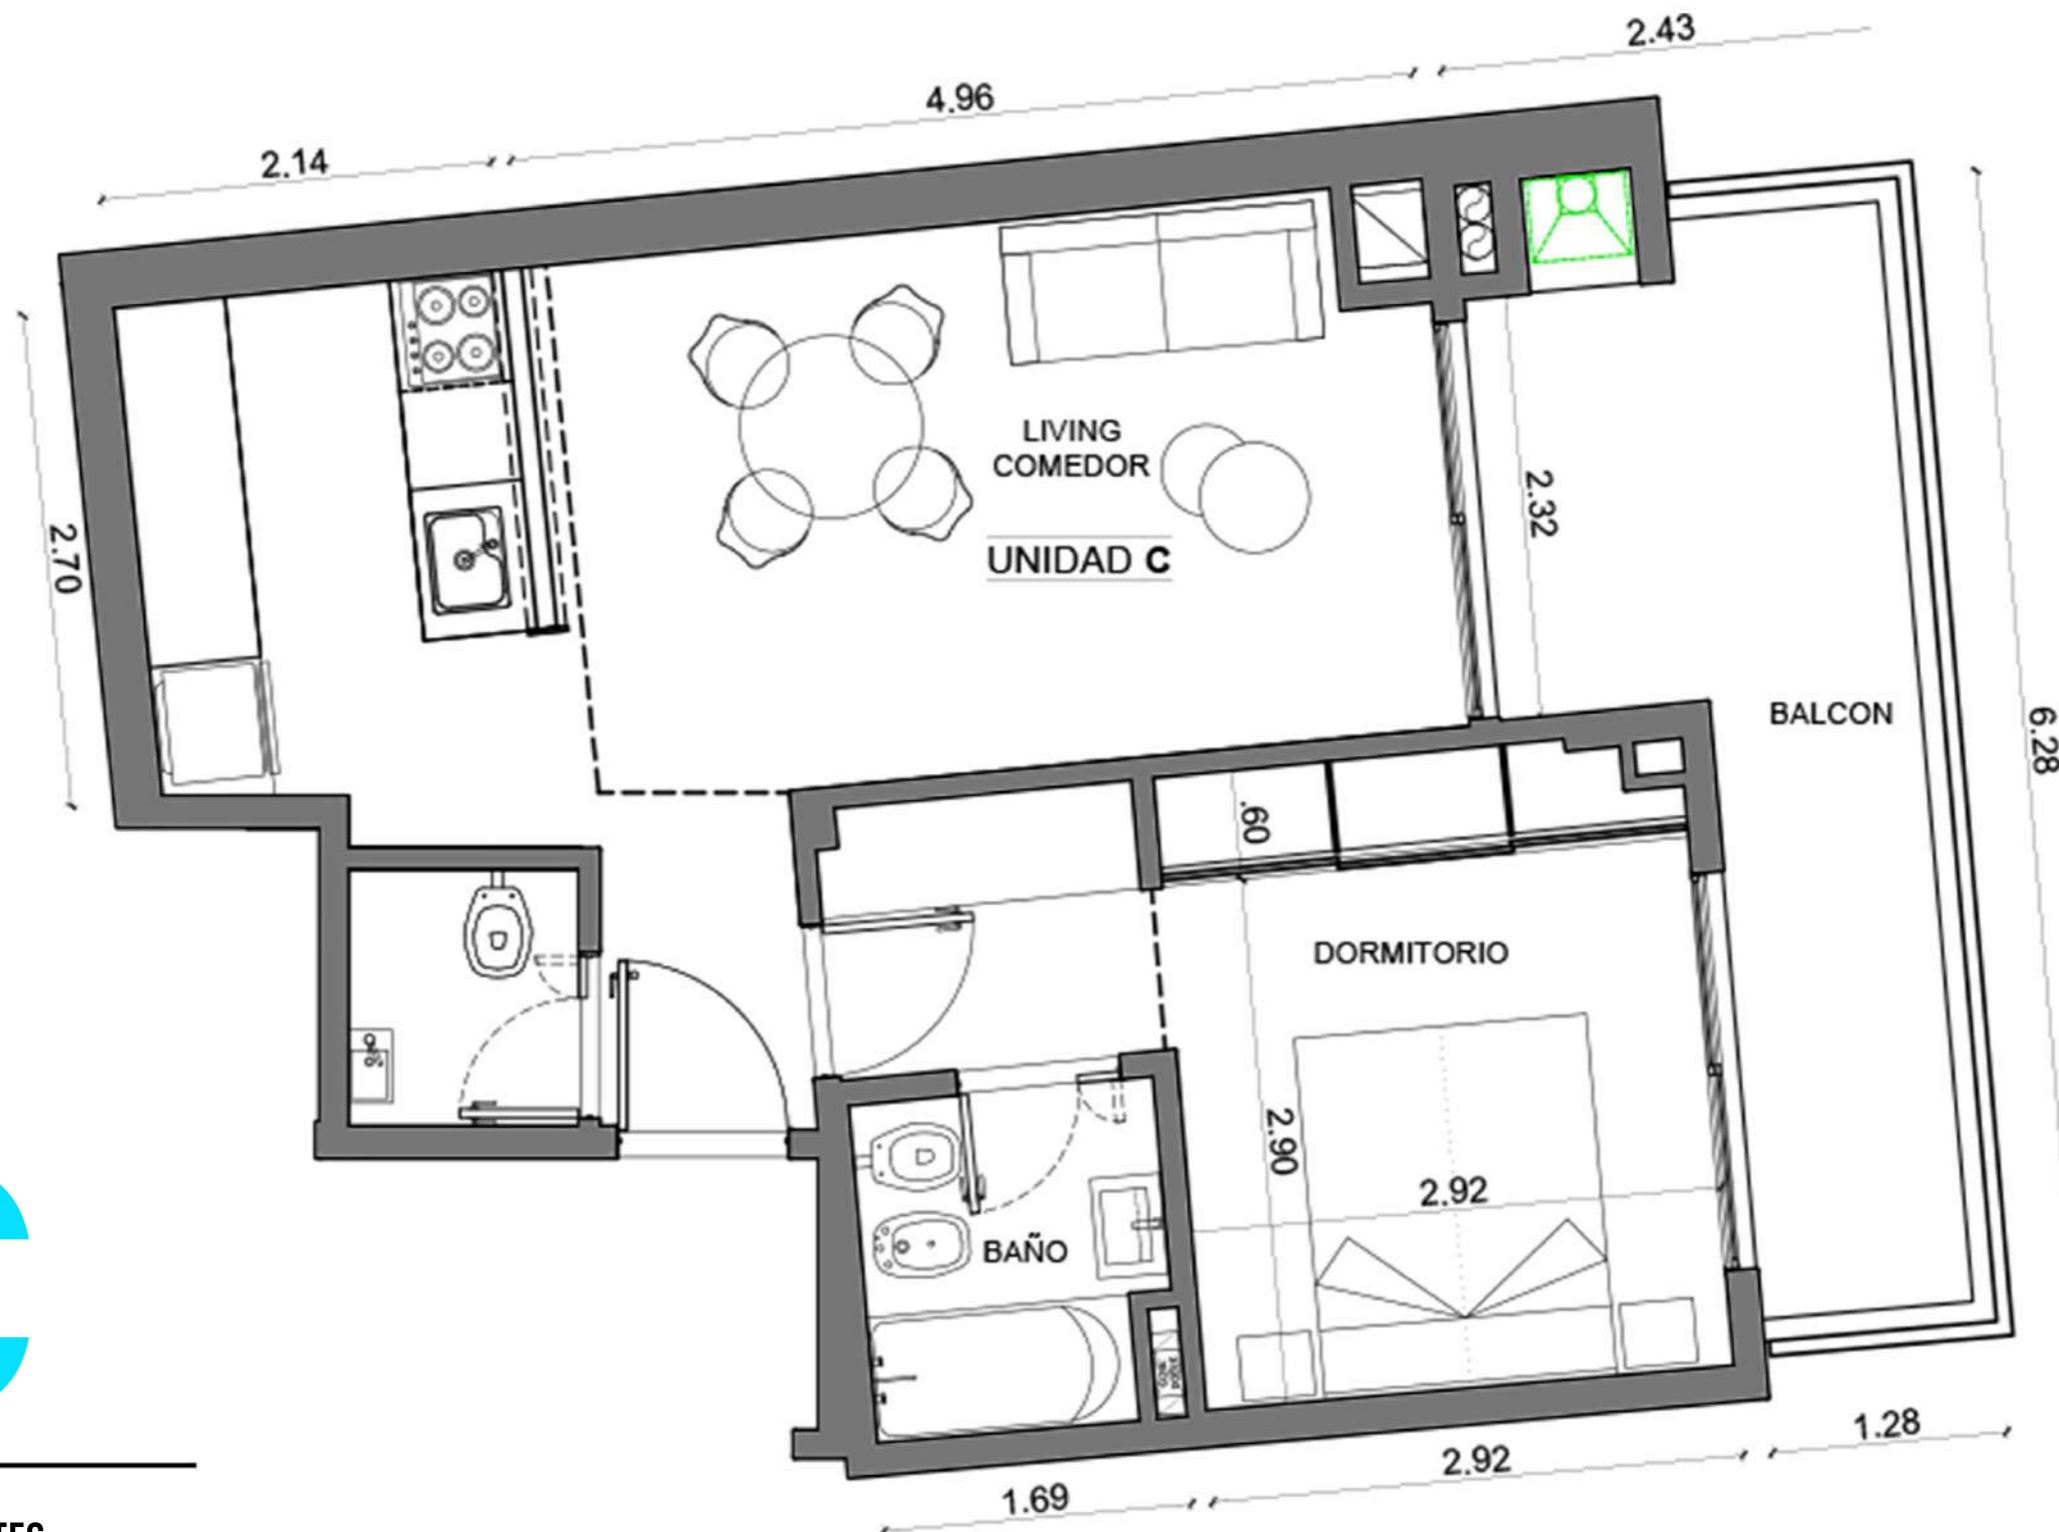 2.43
4.96
2.14
LIVING
COMEDOR
UNIDAD C
2.70
2.32
BALCON
6.28
.60
DORMITORIO
2.90
2.92
BAÑO
1.28
2.92
1.69